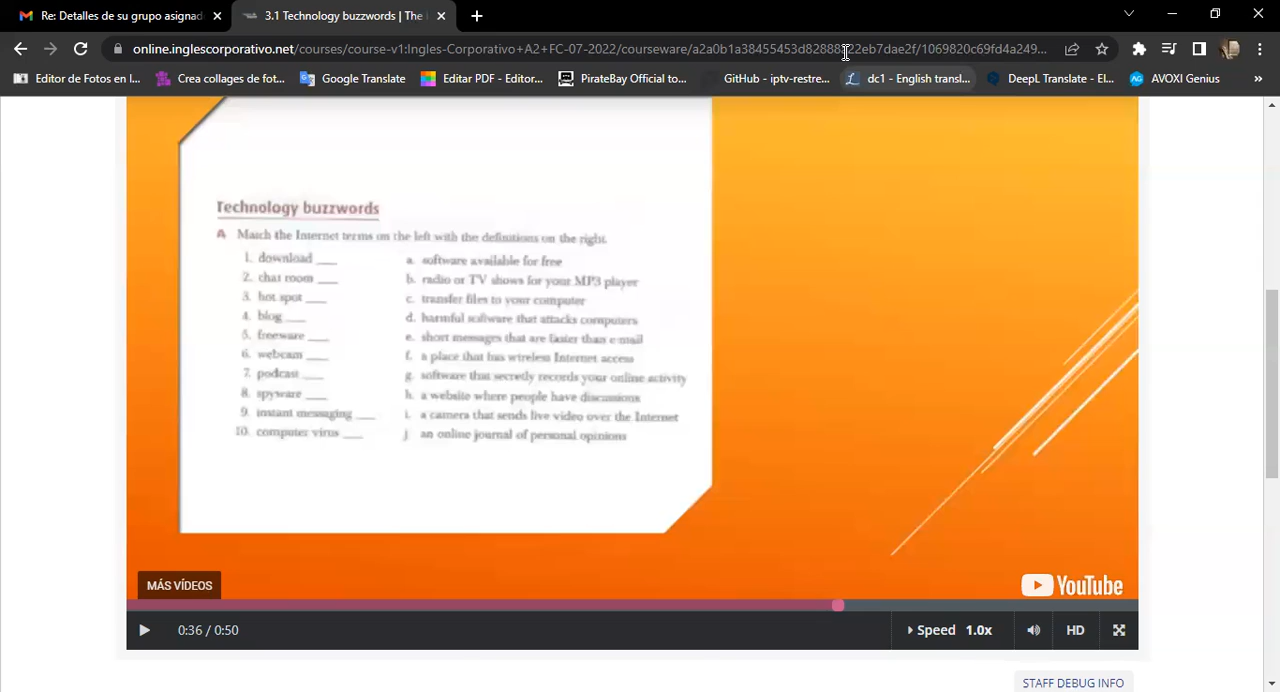 Re: Detalles de su grupo asignad
3.1 Technology buzzwords | The
online.inglescorporativo.net/courses/course-v1:Ingles-Corporativo+A2+FC-07-2022/courseware/a2a0b1a38455453d82888322eb7dae2f/1069820c69fd4a249...
Editor de Fotos en l...
Crea collages de fot...
Google Translate
Editar PDF - Editor...
PirateBay Official to...
GitHub - iptv-restre...
dc1 - English transl...
DeepL Translate - El...
AVOXI Genius
»
Technology buzzwords
A Match the Internet terms on the left with the definitions on the right.
1. download ___ a. software available for free
2. chat room ___ b. radio or TV shows for your MP3 player
3. hot spot ___ c. transfer files to your computer
4. blog ___ d. harmful software that attacks computers
5. freeware ___ e. short messages that are faster than e-mail
6. webcam ___ f. a place that has wireless Internet access
7. podcast ___ g. software that secretly records your online activity
8. spyware ___ h. a website where people have discussions
9. instant messaging ___ i. a camera that sends live video over the Internet
10. computer virus ___ j. an online journal of personal opinions
MÁS VÍDEOS
YouTube
0:36 / 0:50
Speed 1.0x
HD
STAFF DEBUG INFO